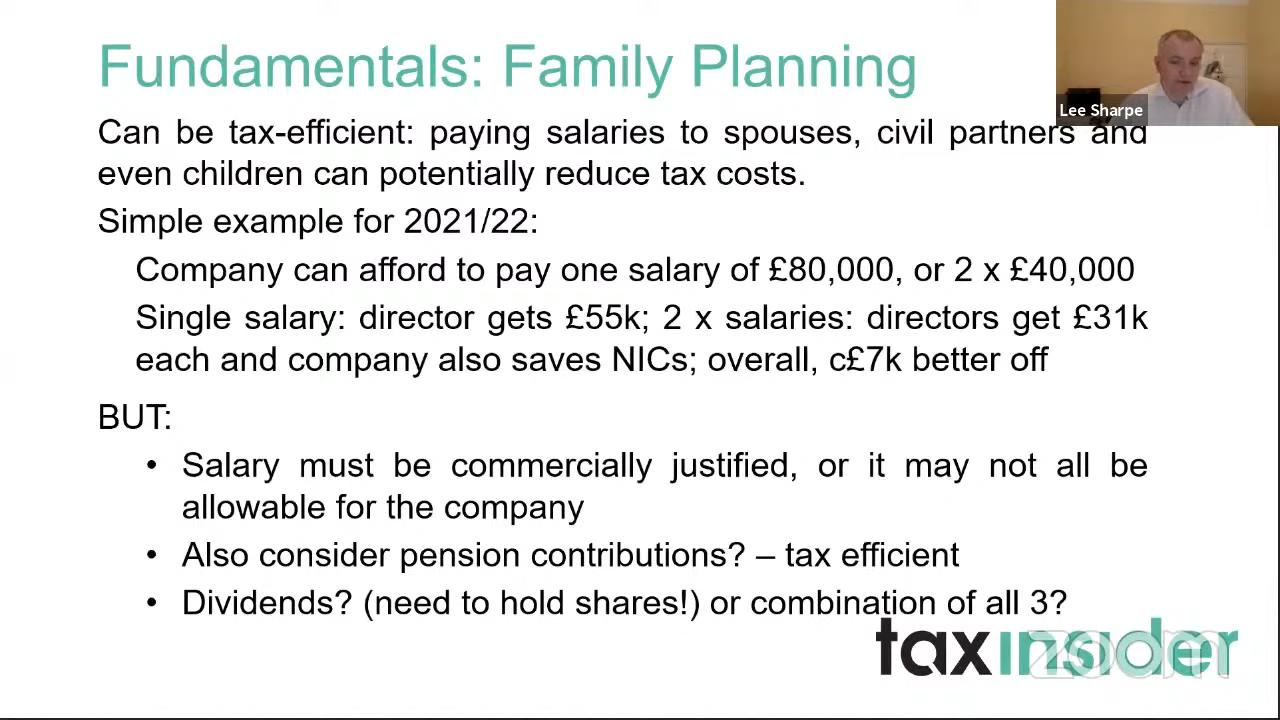 Fundamentals: Family Planning
Lee Sharpe
Can be tax-efficient: paying salaries to spouses, civil partners and
even children can potentially reduce tax costs.
Simple example for 2021/22:
Company can afford to pay one salary of £80,000, or 2 x £40,000
Single salary: director gets £55k; 2 x salaries: directors get £31k
each and company also saves NICs; overall, c£7k better off
BUT:
• Salary must be commercially justified, or it may not all be
allowable for the company
• Also consider pension contributions? – tax efficient
• Dividends? (need to hold shares!) or combination of all 3?
taxinsider
zoom